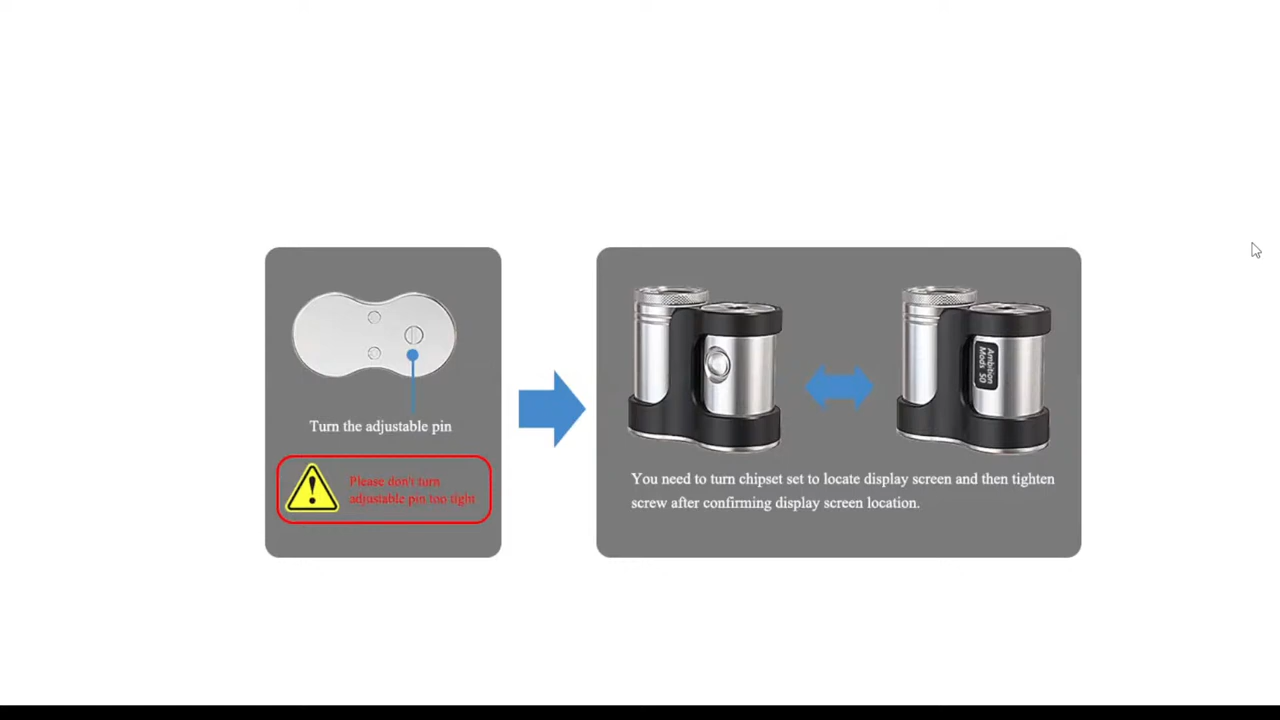 Turn the adjustable pin
Please don't turn
adjustable pin too tight
Ambition
Mods 50
You need to turn chipset set to locate display screen and then tighten
screw after confirming display screen location.